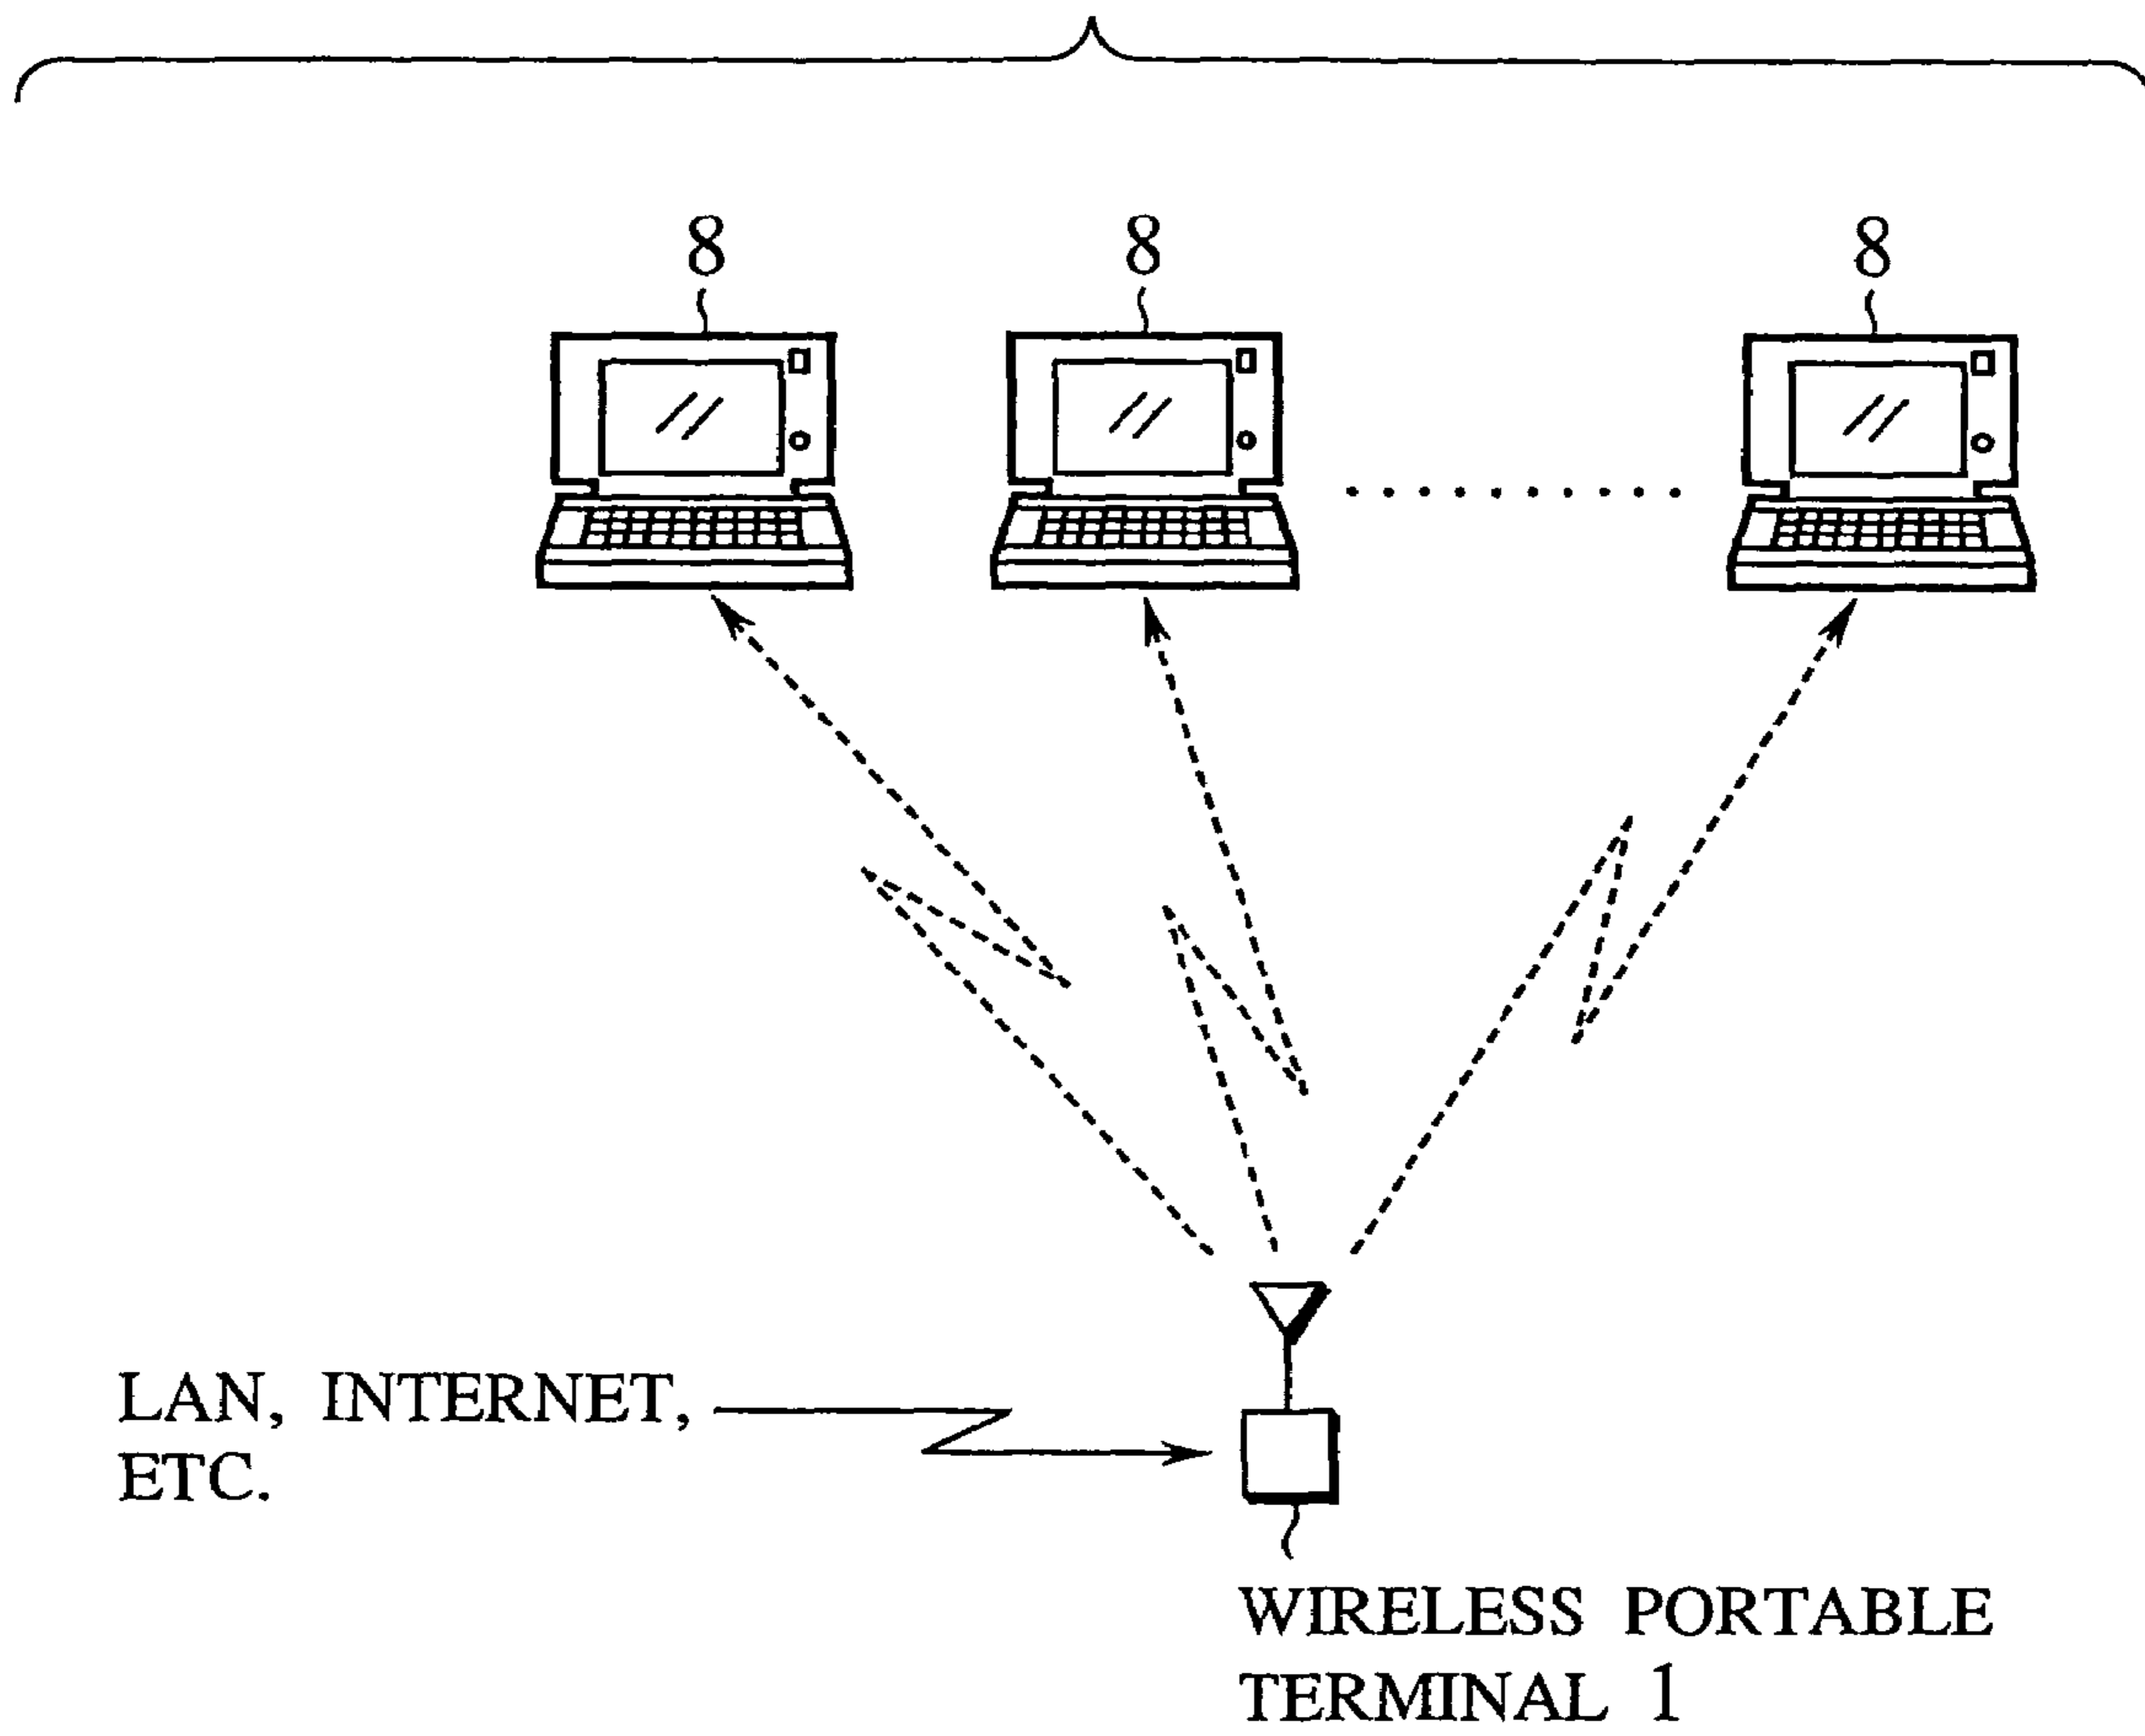 8 8 8
LAN, INTERNET,
ETC.
WIRELESS PORTABLE
TERMINAL 1